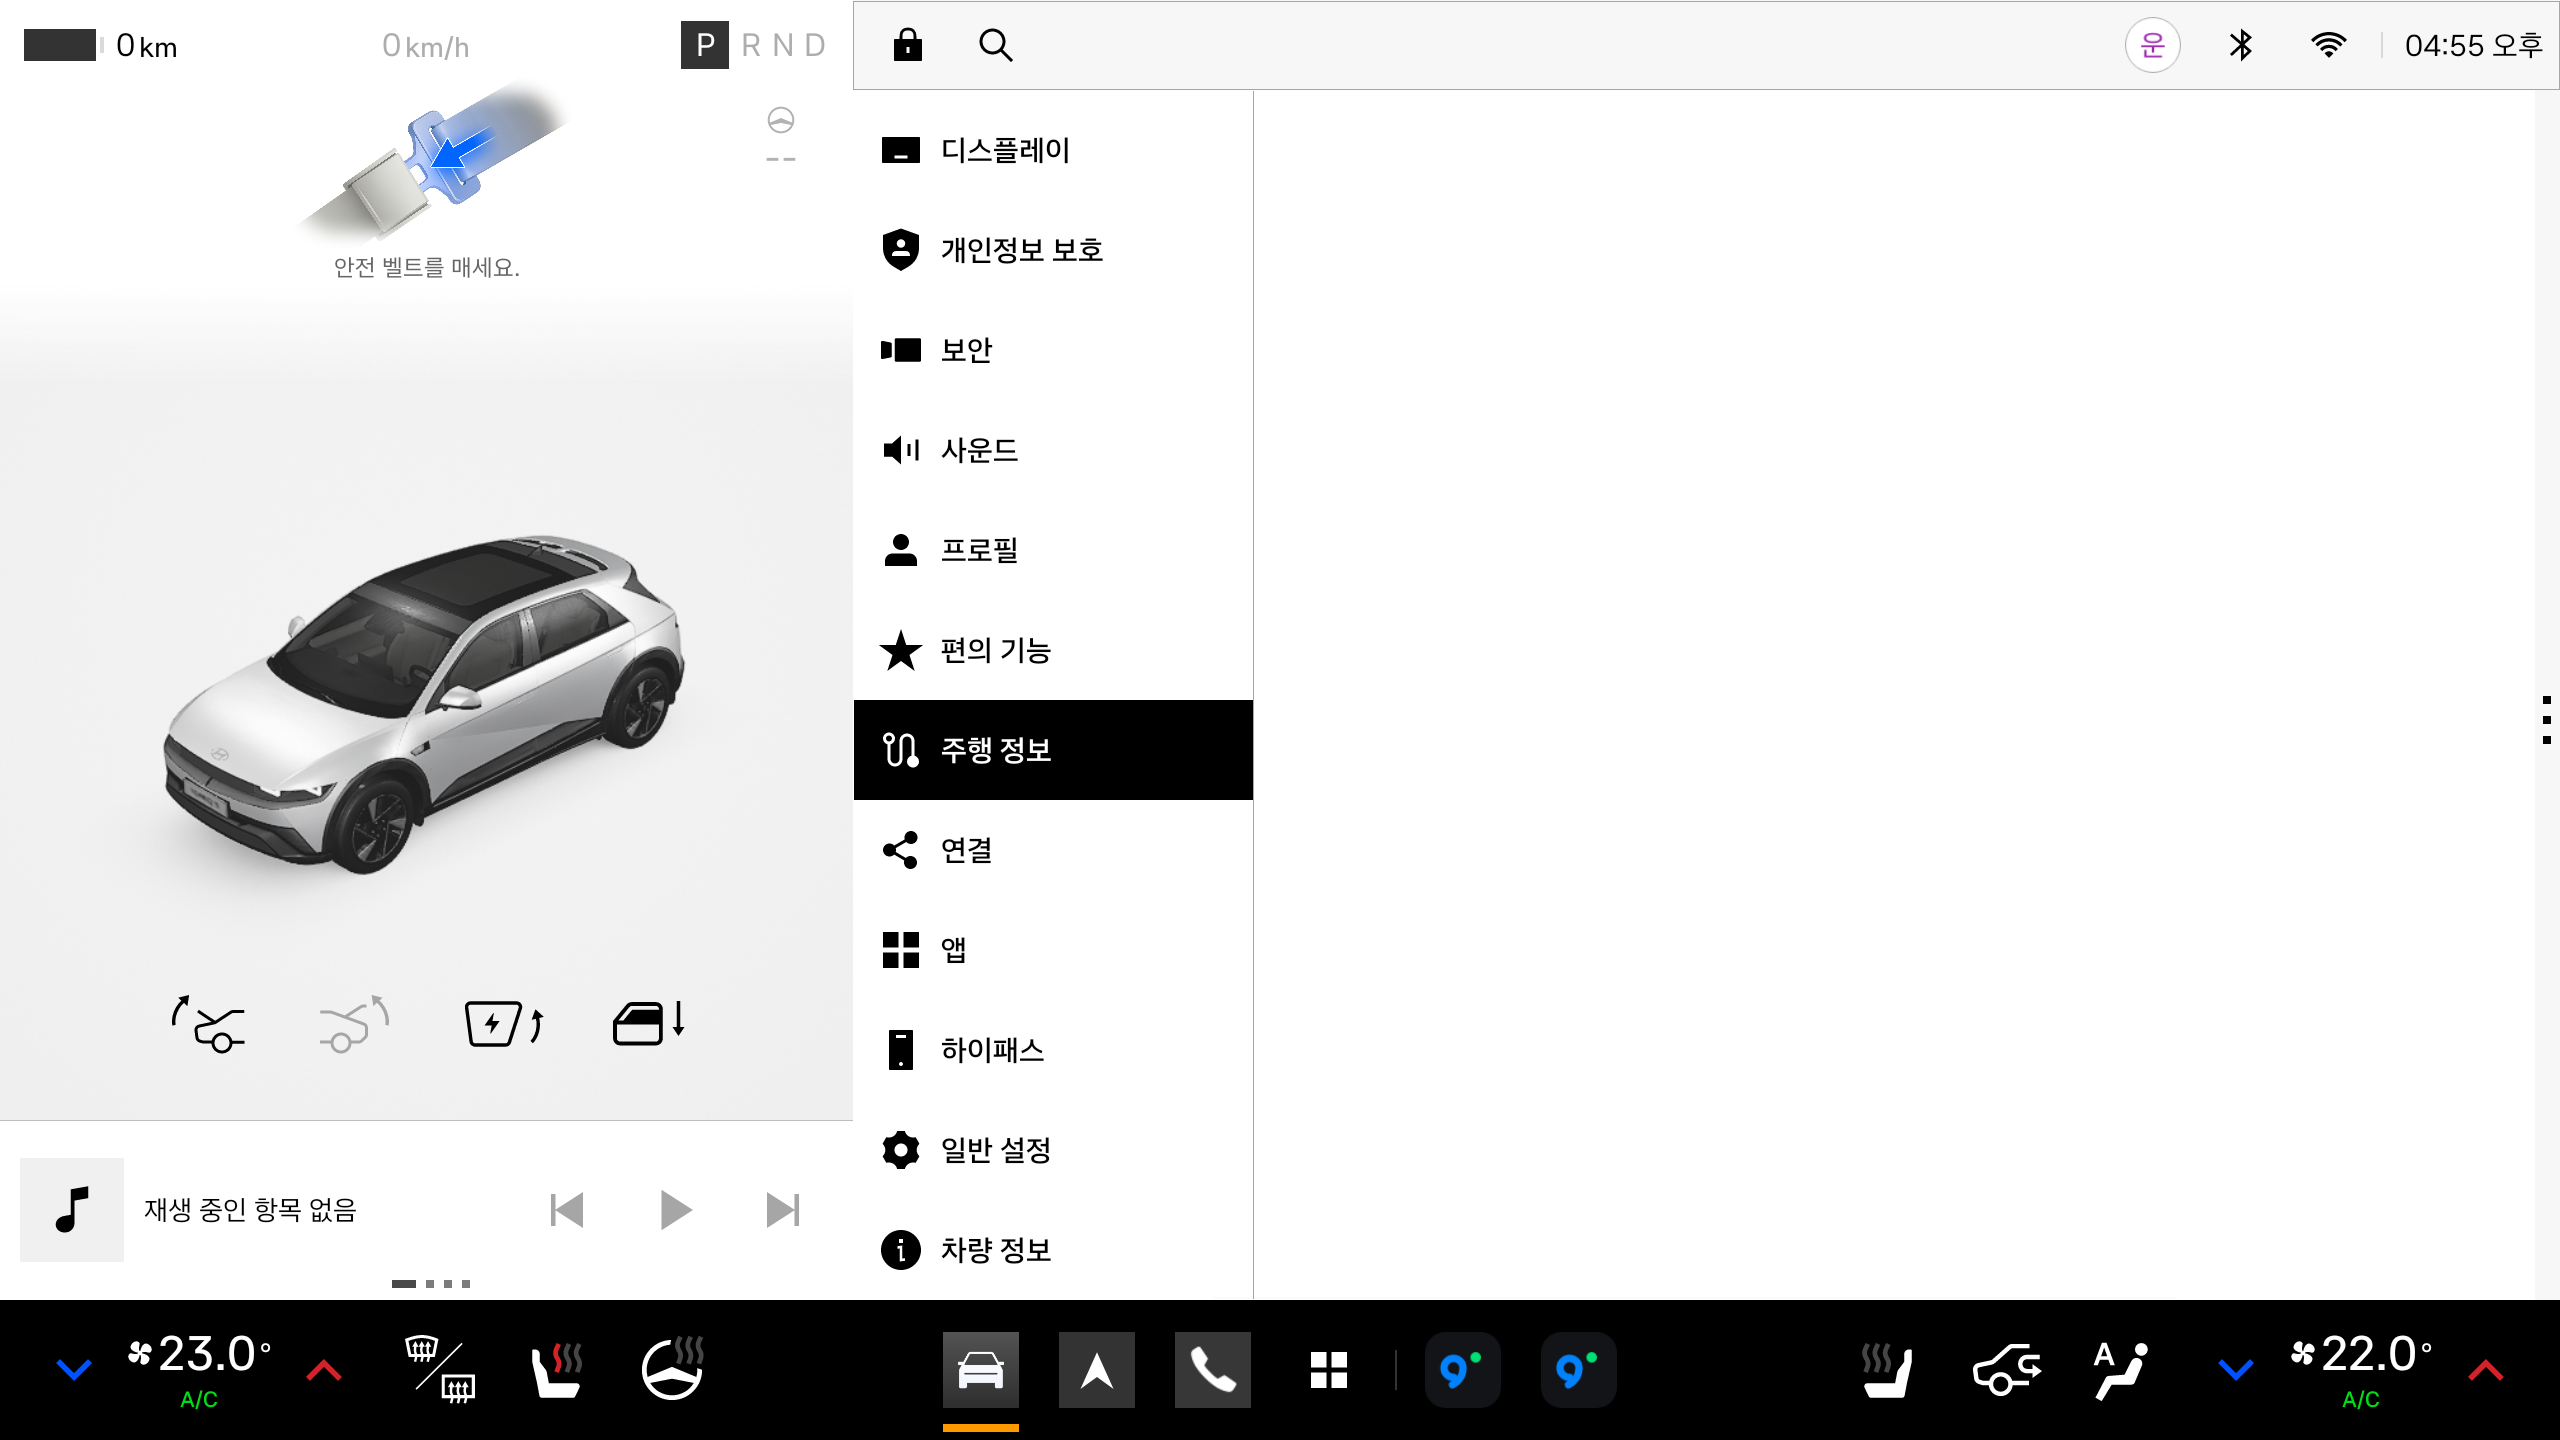 0 km
0 km/h
P R N D
운
04:55 오후
안전 벨트를 매세요.
--
디스플레이
개인정보 보호
보안
사운드
프로필
편의 기능
주행 정보
연결
앱
하이패스
일반 설정
차량 정보
재생 중인 항목 없음
23.0°
A/C
A
22.0°
A/C